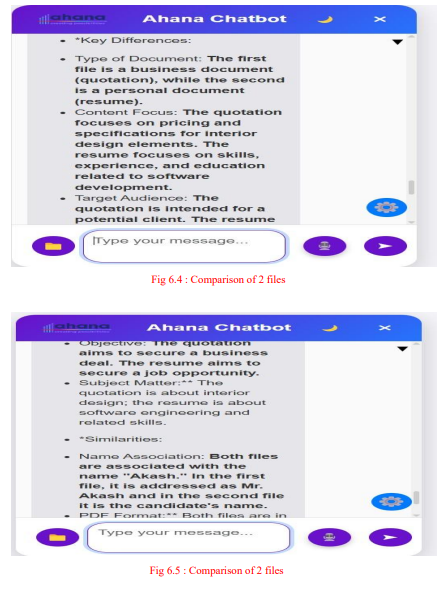 ahana Ahana Chatbot
• *Key Differences:
• Type of Document: The first
file is a business document
(quotation), while the second
is a personal document
(resume).
• Content Focus: The quotation
focuses on pricing and
specifications for interior
design elements. The
resume focuses on skills,
experience, and education
related to software
development.
• Target Audience: The
quotation is intended for a
potential client. The resume
Type your message...
Fig 6.4 : Comparison of 2 files
ahana Ahana Chatbot
• Objective: The quotation
aims to secure a business
deal. The resume aims to
secure a job opportunity.
• Subject Matter:** The
quotation is about interior
design; the resume is about
software engineering and
related skills.
• *Similarities:
• Name Association: Both files
are associated with the
name "Akash." In the first
file, it is addressed as Mr.
Akash and in the second file
it is the candidate's name.
• PDF Format:** Both files are in
Type your message...
Fig 6.5 : Comparison of 2 files